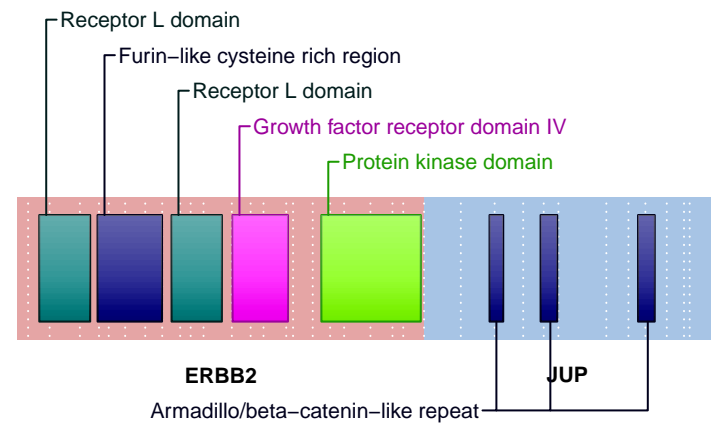 Receptor L domain
Furin−like cysteine rich region
Receptor L domain
Growth factor receptor domain IV
Protein kinase domain
ERBB2
JUP
Armadillo/beta−catenin−like repeat